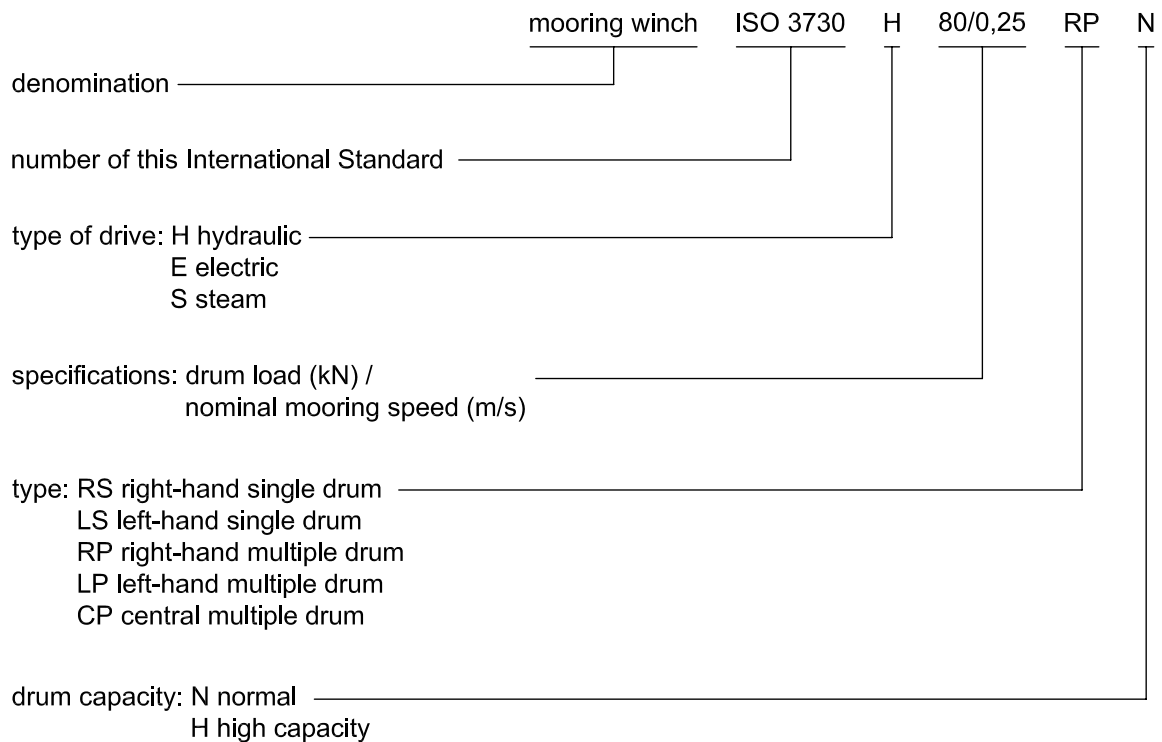 mooring winch ISO 3730 H 80/0,25 RP N
denomination
number of this International Standard
type of drive: H hydraulic
E electric
S steam
specifications: drum load (kN) /
nominal mooring speed (m/s)
type: RS right-hand single drum
LS left-hand single drum
RP right-hand multiple drum
LP left-hand multiple drum
CP central multiple drum
drum capacity: N normal
H high capacity